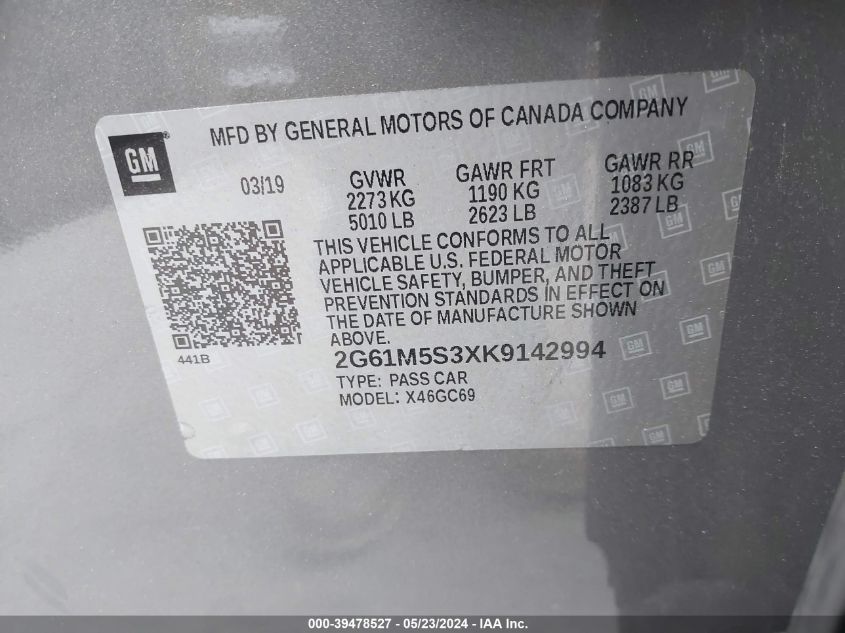 MFD BY GENERAL MOTORS OF CANADA COMPANY
GM
03/19
GVWR
2273 KG
5010 LB
GAWR FRT
1190 KG
2623 LB
GAWR RR
1083 KG
2387 LB
THIS VEHICLE CONFORMS TO ALL
APPLICABLE U.S. FEDERAL MOTOR
VEHICLE SAFETY, BUMPER, AND THEFT
PREVENTION STANDARDS IN EFFECT ON
THE DATE OF MANUFACTURE SHOWN
ABOVE.
441B
2G61M5S3XK9142994
TYPE: PASS CAR
MODEL: X46GC69
000-39478527 - 05/23/2024 - IAA Inc.